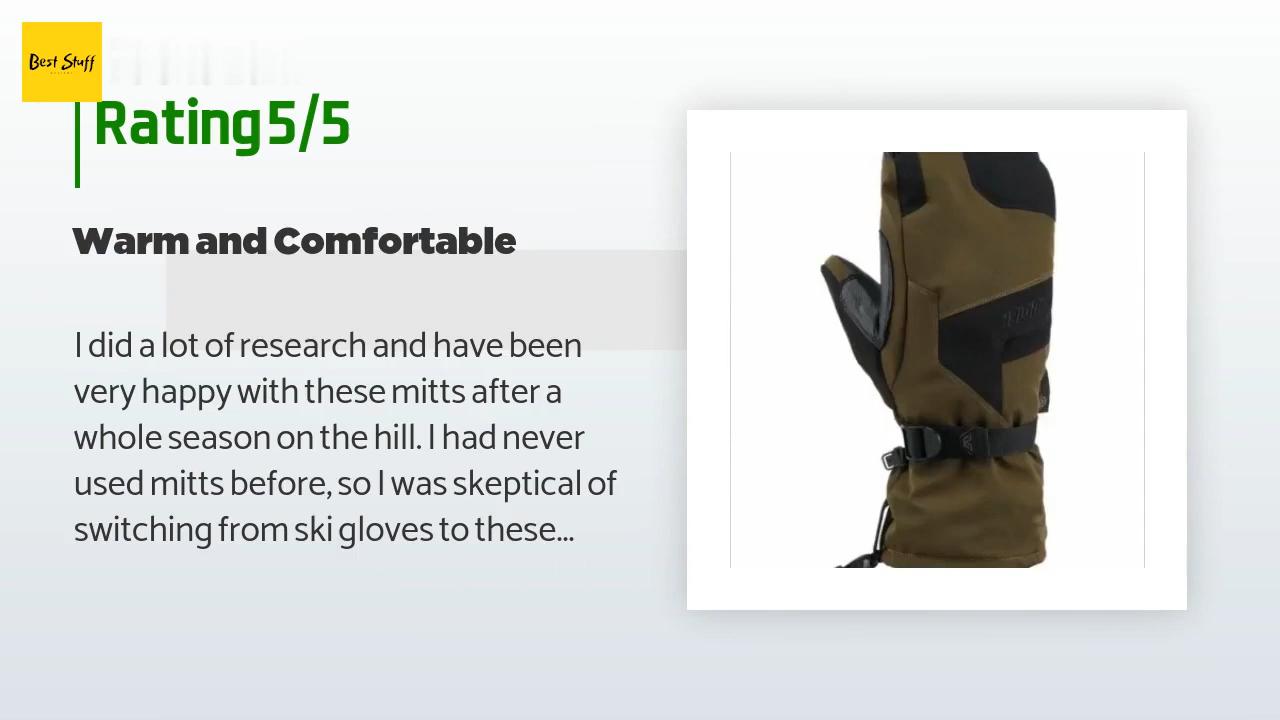 Best Stuff
Rating 5/5
Warm and Comfortable
I did a lot of research and have been
very happy with these mitts after a
whole season on the hill. I had never
used mitts before, so I was skeptical of
switching from ski gloves to these...